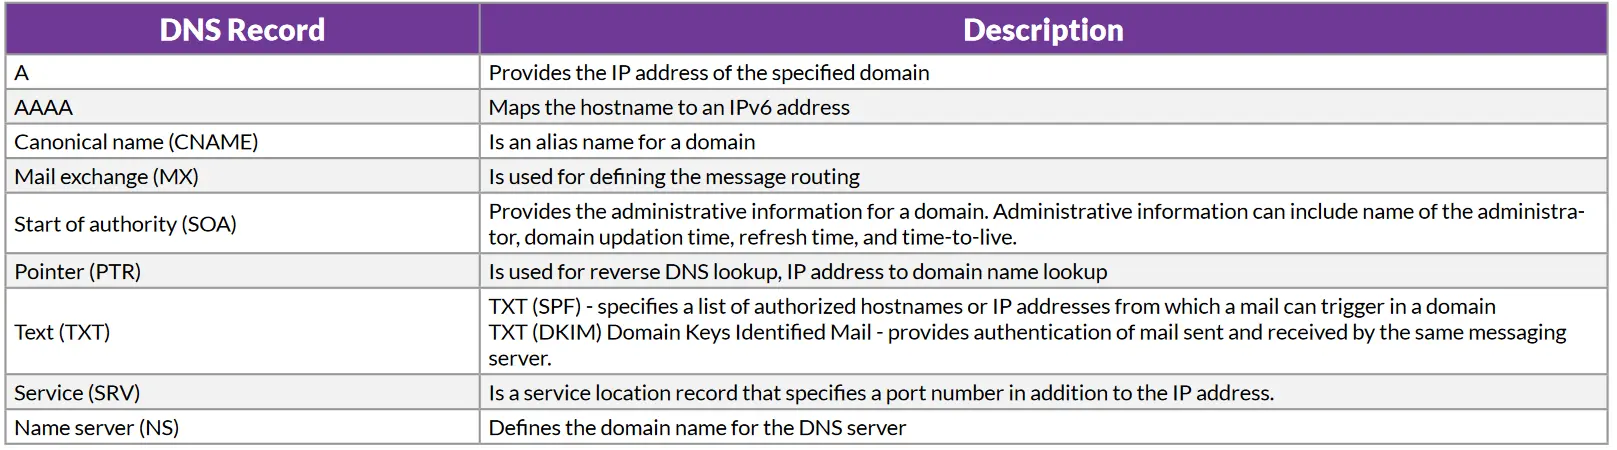 DNS Record Description
A Provides the IP address of the specified domain
AAAA Maps the hostname to an IPv6 address
Canonical name (CNAME) Is an alias name for a domain
Mail exchange (MX) Is used for defining the message routing
Start of authority (SOA) Provides the administrative information for a domain. Administrative information can include name of the administra-
tor, domain updation time, refresh time, and time-to-live.
Pointer (PTR) Is used for reverse DNS lookup, IP address to domain name lookup
Text (TXT) TXT (SPF) - specifies a list of authorized hostnames or IP addresses from which a mail can trigger in a domain
TXT (DKIM) Domain Keys Identified Mail - provides authentication of mail sent and received by the same messaging
server.
Service (SRV) Is a service location record that specifies a port number in addition to the IP address.
Name server (NS) Defines the domain name for the DNS server